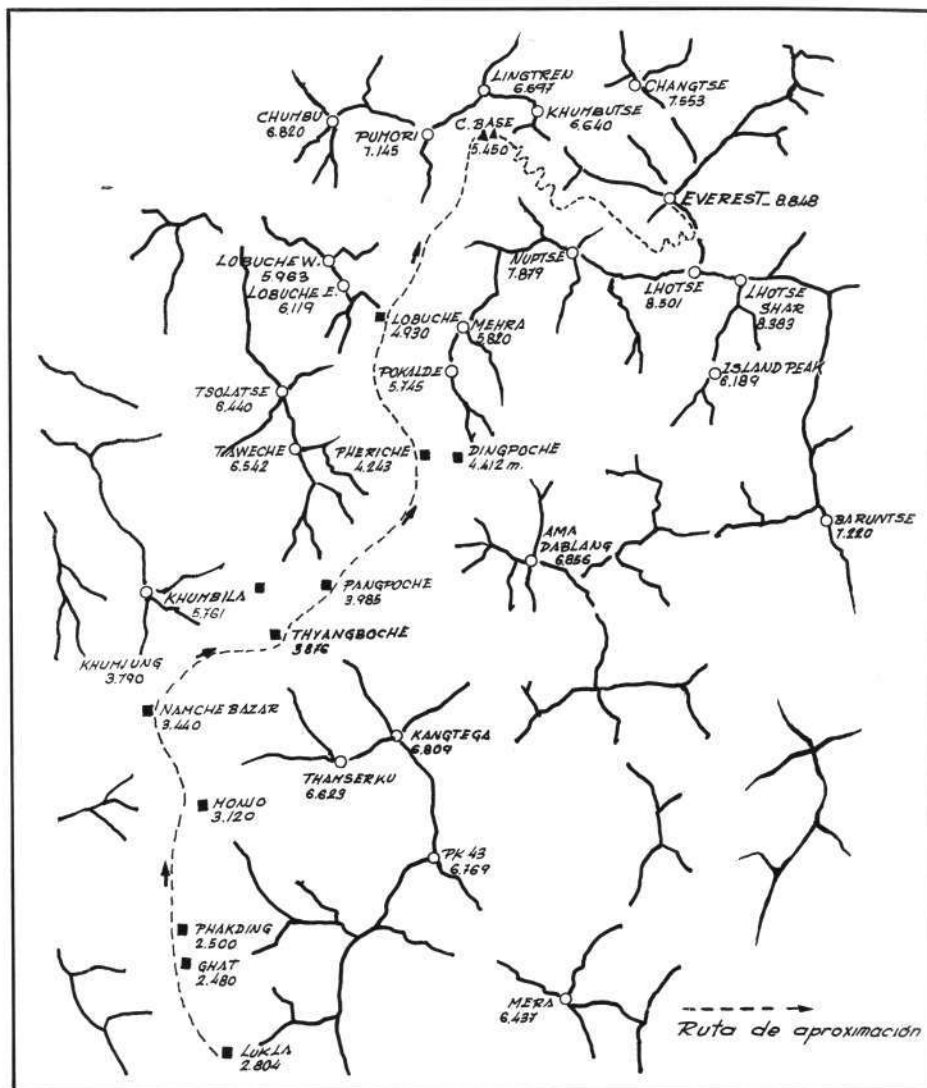 LINGTREN
6.697
CHANGTSE
7.553
CHUMBU
6.820
KHUMBUTSE
6.640
PUMORI
7.145
C. BASE
5.450
EVEREST_ 8.848
LOBUCHE W.
5.963
LOBUCHE E.
6.119
NUPTSE
7.879
LHOTSE
8.501
LHOTSE
SHAR
8.383
LOBUCHE
4.930
MEHRA
5.820
POKALDE
5.745
ISLAND PEAK
6.189
TSOLATSE
6.440
TAWECHE
6.542
PHERICHE
4.243
DINGPOCHE
4.412 m.
AMA
DABLANG
6.856
BARUNTSE
7.220
KHUMBILA
5.761
PANGPOCHE
3.985
THYANGBOCHE
3.876
KHUMJUNG
3.790
NAMCHE BAZAR
3.440
KANGTEGA
6.809
THAMSERKU
6.623
MONJO
3.120
PK 43
6.769
PHAKDING
2.500
GHAT
2.480
MERA
6.437
Ruta de aproximación
LUKLA
2.804